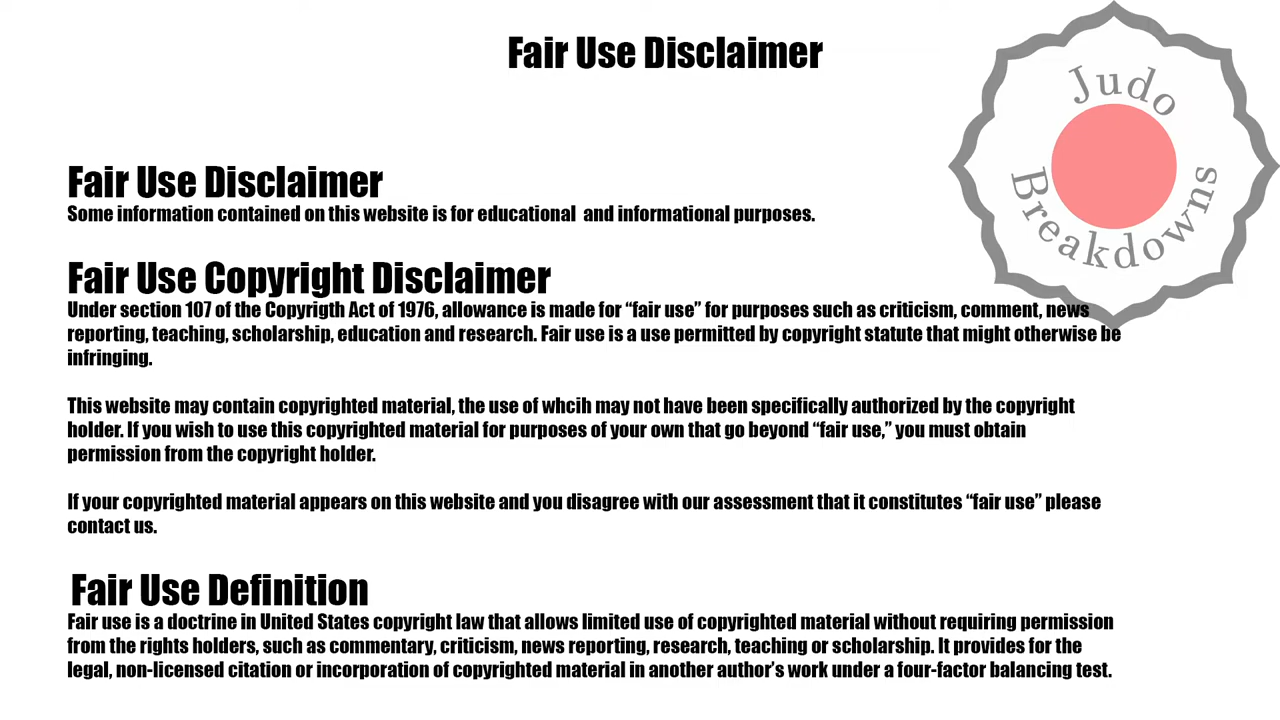 Fair Use Disclaimer
Judo
Breakdowns
Fair Use Disclaimer
Some information contained on this website is for educational  and informational purposes.
Fair Use Copyright Disclaimer
Under section 107 of the Copyrigth Act of 1976, allowance is made for “fair use” for purposes such as criticism, comment, news
reporting, teaching, scholarship, education and research. Fair use is a use permitted by copyright statute that might otherwise be
infringing.
This website may contain copyrighted material, the use of whcih may not have been specifically authorized by the copyright
holder. If you wish to use this copyrighted material for purposes of your own that go beyond “fair use,” you must obtain
permission from the copyright holder.
If your copyrighted material appears on this website and you disagree with our assessment that it constitutes “fair use” please
contact us.
Fair Use Definition
Fair use is a doctrine in United States copyright law that allows limited use of copyrighted material without requiring permission
from the rights holders, such as commentary, criticism, news reporting, research, teaching or scholarship. It provides for the
legal, non-licensed citation or incorporation of copyrighted material in another author’s work under a four-factor balancing test.